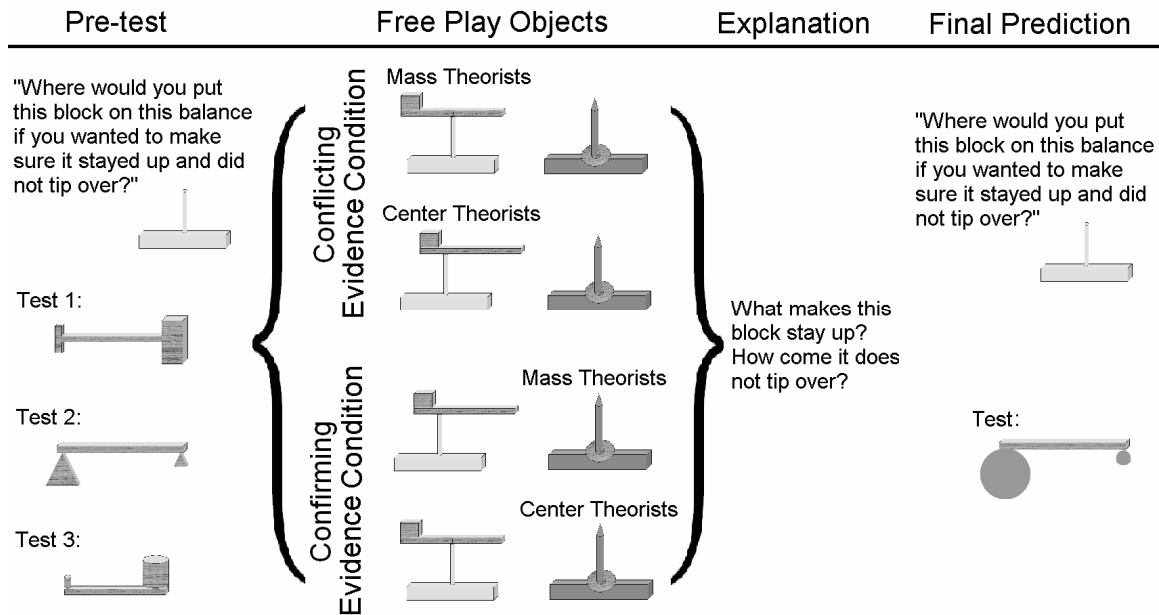 Pre-test
Free Play Objects
Explanation
Final Prediction
"Where would you put
this block on this balance
if you wanted to make
sure it stayed up and did
not tip over?"
Test 1:
Test 2:
Test 3:
Conflicting
Evidence Condition
Mass Theorists
Center Theorists
Confirming
Evidence Condition
Mass Theorists
Center Theorists
What makes this
block stay up?
How come it does
not tip over?
"Where would you put
this block on this balance
if you wanted to make
sure it stayed up and did
not tip over?"
Test: